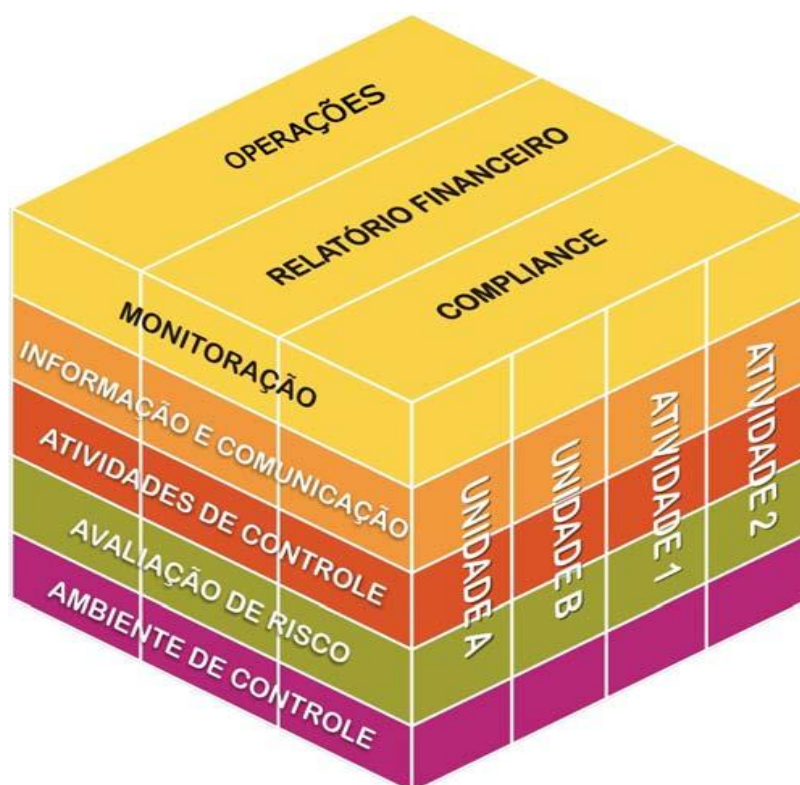 OPERAÇÕES
RELATÓRIO FINANCEIRO
COMPLIANCE
MONITORAÇÃO
INFORMAÇÃO E COMUNICAÇÃO
ATIVIDADES DE CONTROLE
AVALIAÇÃO DE RISCO
AMBIENTE DE CONTROLE
UNIDADE A
UNIDADE B
ATIVIDADE 1
ATIVIDADE 2